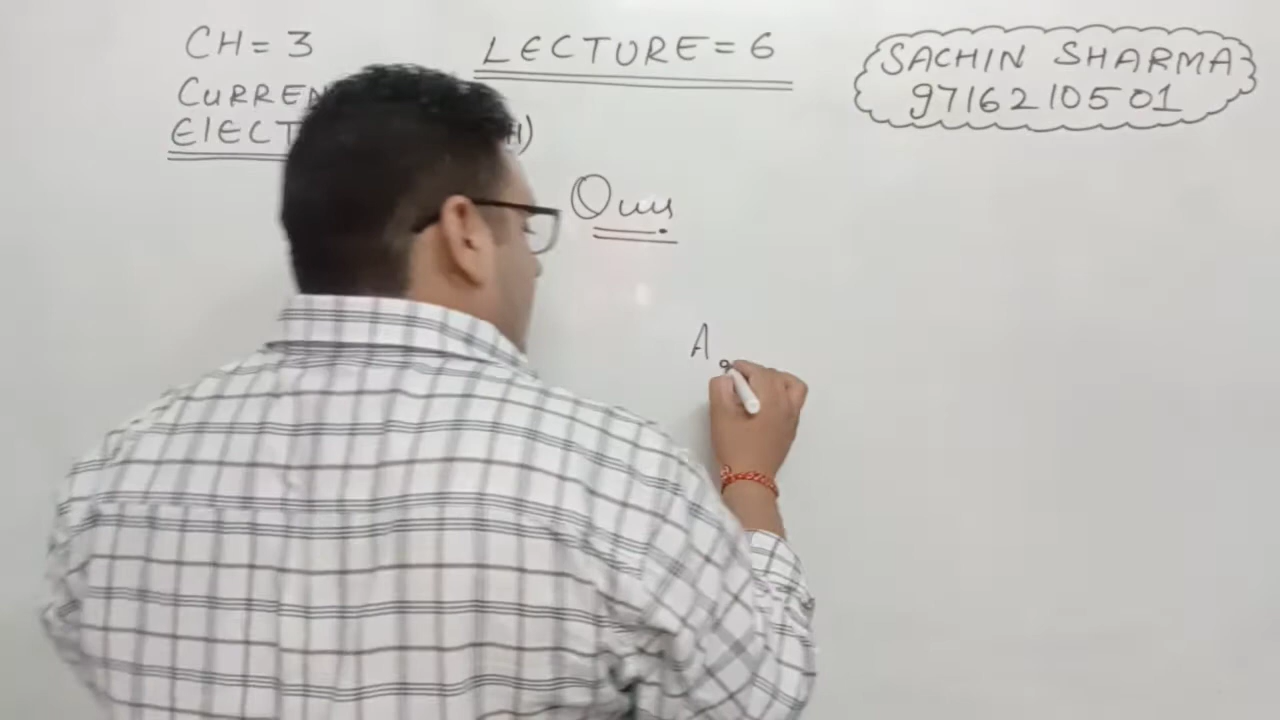 CH = 3
LECTURE = 6
SACHIN SHARMA
9716210501
CURREN
ElECT
Ques
A